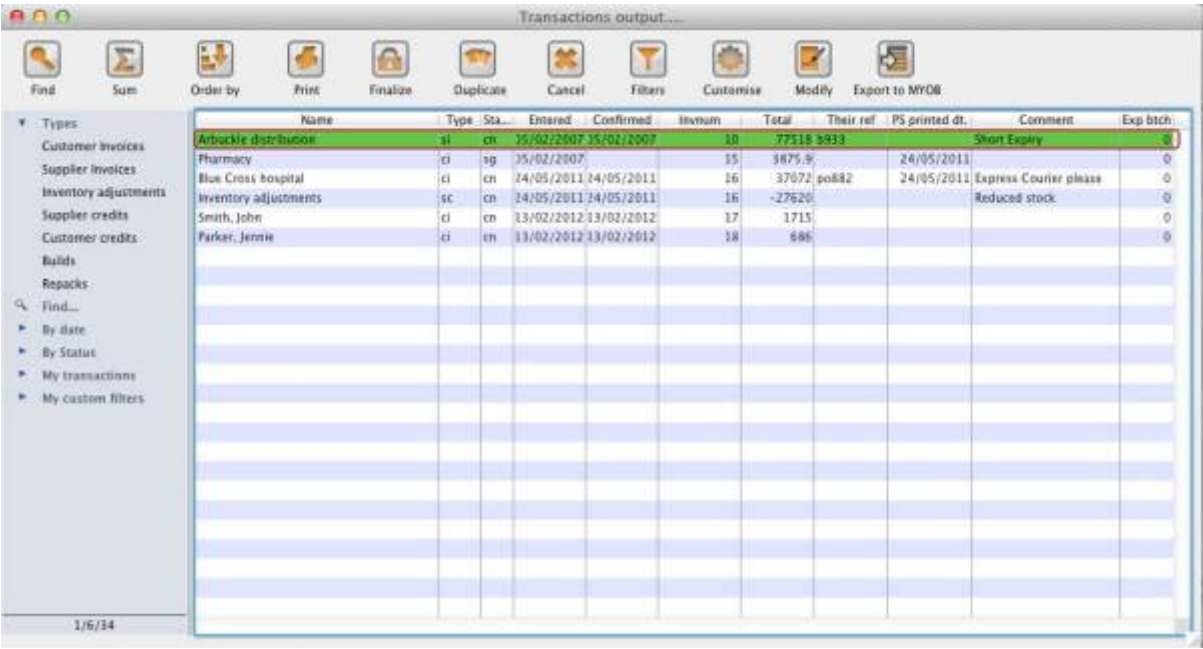 Transactions output....
Find Sum Order by Print Finalize Duplicate Cancel Filters Customise Modify Export to MYOB
Types
Customer Invoices
Supplier Invoices
Inventory adjustments
Supplier credits
Customer credits
Builds
Repacks
Find...
By date
By Status
My transactions
My custom filters
1/6/34
Name Type Sta... Entered Confirmed Invnum Total Their ref PS printed dt. Comment Exp btch
Arbuckle distribution si cn 05/02/2007 05/02/2007 10 77518 b933 Short Expiry 0
Pharmacy ci sg 05/02/2007 15 3875.9 24/05/2011 0
Blue Cross hospital ci cn 24/05/2011 24/05/2011 16 37072 po882 24/05/2011 Express Courier please 0
Inventory adjustments sc cn 24/05/2011 24/05/2011 16 -27620 Reduced stock 0
Smith, John ci cn 13/02/2012 13/02/2012 17 1715 0
Parker, Jennie ci cn 13/02/2012 13/02/2012 18 686 0